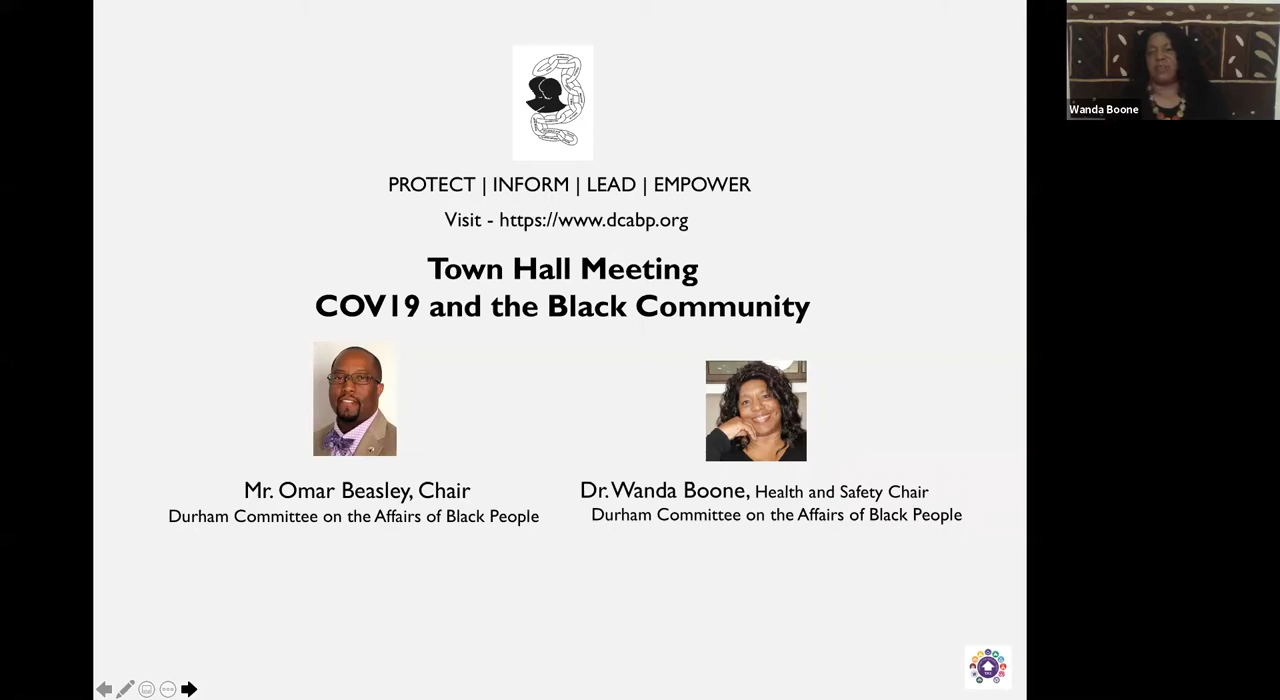 PROTECT | INFORM | LEAD | EMPOWER
Visit - https://www.dcabp.org
Town Hall Meeting
COV19 and the Black Community
Mr. Omar Beasley, Chair
Durham Committee on the Affairs of Black People
Dr. Wanda Boone, Health and Safety Chair
Durham Committee on the Affairs of Black People
Wanda Boone